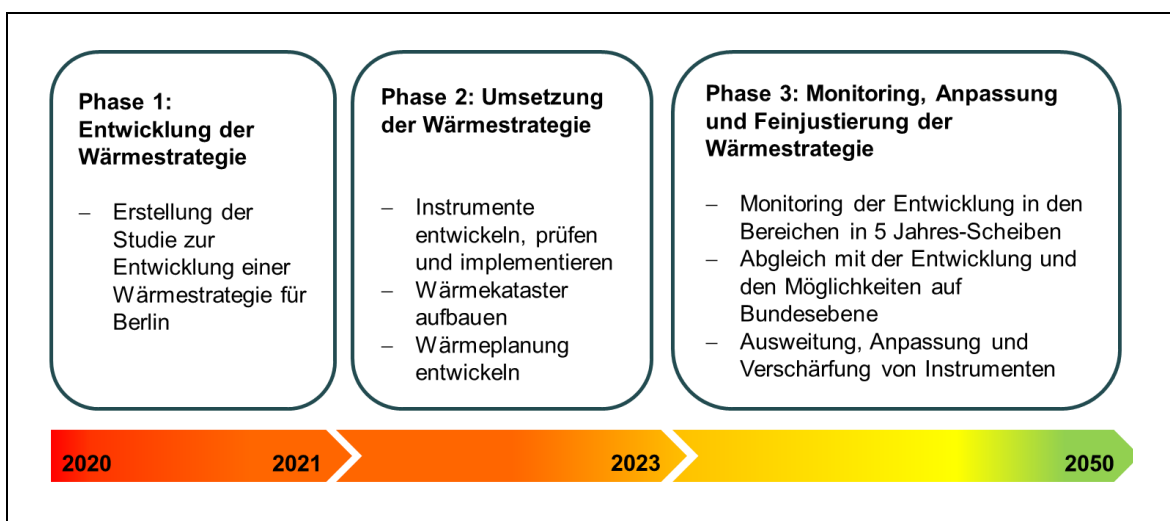 Phase 1:
Entwicklung der
Wärmestrategie
– Erstellung der
Studie zur
Entwicklung einer
Wärmestrategie für
Berlin
Phase 2: Umsetzung
der Wärmestrategie
– Instrumente
entwickeln, prüfen
und implementieren
– Wärmekataster
aufbauen
– Wärmeplanung
entwickeln
Phase 3: Monitoring, Anpassung
und Feinjustierung der
Wärmestrategie
– Monitoring der Entwicklung in den
Bereichen in 5 Jahres-Scheiben
– Abgleich mit der Entwicklung und
den Möglichkeiten auf
Bundesebene
– Ausweitung, Anpassung und
Verschärfung von Instrumenten
2020 2021 2023 2050